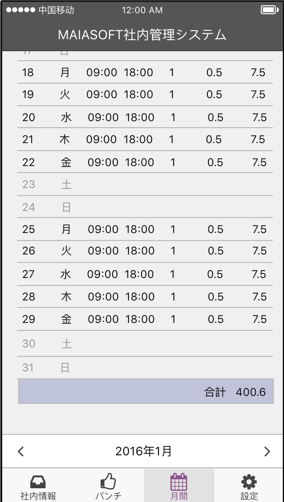 中国移动 12:00 AM
MAIASOFT社内管理システム
17 日
18 月 09:00 18:00 1 0.5 7.5
19 火 09:00 18:00 1 0.5 7.5
20 水 09:00 18:00 1 0.5 7.5
21 木 09:00 18:00 1 0.5 7.5
22 金 09:00 18:00 1 0.5 7.5
23 土
24 日
25 月 09:00 18:00 1 0.5 7.5
26 火 09:00 18:00 1 0.5 7.5
27 水 09:00 18:00 1 0.5 7.5
28 木 09:00 18:00 1 0.5 7.5
29 金 09:00 18:00 1 0.5 7.5
30 土
31 日
合計 400.6
2016年1月
社内情報 パンチ 月間 設定